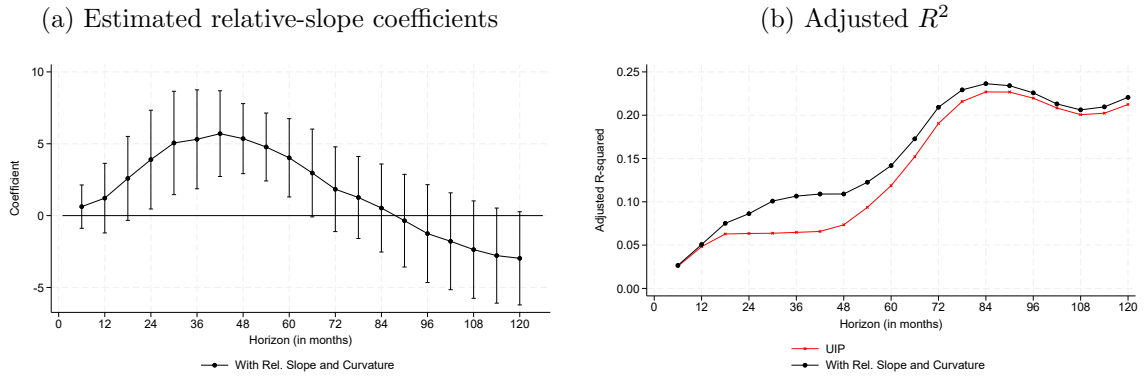 (a) Estimated relative-slope coefficients
10
5
0
-5
Coefficient
0 12 24 36 48 60 72 84 96 108 120
Horizon (in months)
With Rel. Slope and Curvature
(b) Adjusted R²
0.25
0.20
0.15
0.10
0.05
0.00
Adjusted R-squared
0 12 24 36 48 60 72 84 96 108 120
Horizon (in months)
UIP
With Rel. Slope and Curvature